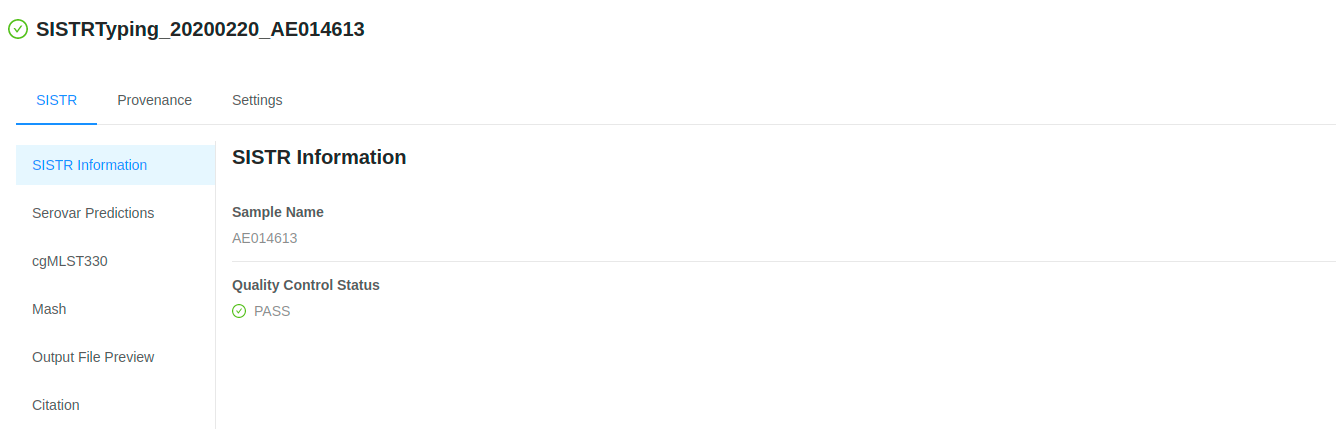 SISTRTyping_20200220_AE014613
SISTR Provenance Settings
SISTR Information
Serovar Predictions
cgMLST330
Mash
Output File Preview
Citation
SISTR Information
Sample Name
AE014613
Quality Control Status
PASS